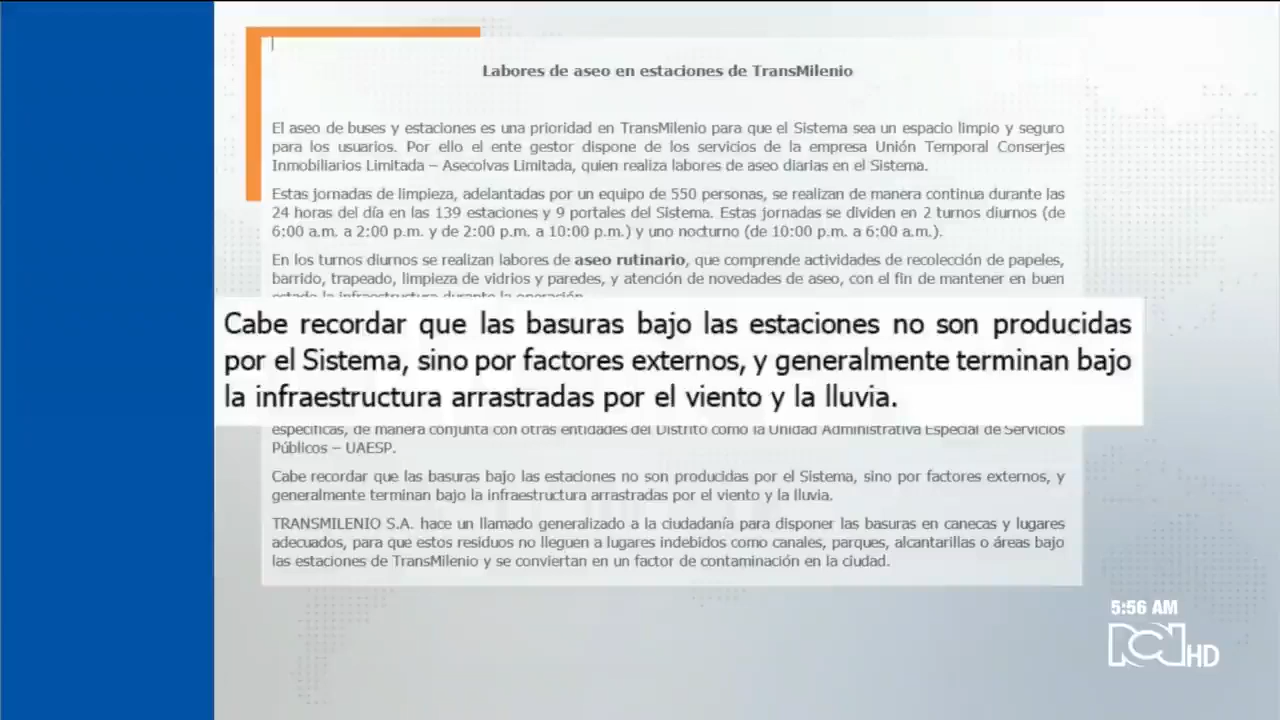 Labores de aseo en estaciones de TransMilenio
El aseo de buses y estaciones es una prioridad en TransMilenio para que el Sistema sea un espacio limpio y seguro
para los usuarios. Por ello el ente gestor dispone de los servicios de la empresa Unión Temporal Conserjes
Inmobiliarios Limitada – Asecolvas Limitada, quien realiza labores de aseo diarias en el Sistema.
Estas jornadas de limpieza, adelantadas por un equipo de 550 personas, se realizan de manera continua durante las
24 horas del día en las 139 estaciones y 9 portales del Sistema. Estas jornadas se dividen en 2 turnos diurnos (de
6:00 a.m. a 2:00 p.m. y de 2:00 p.m. a 10:00 p.m.) y uno nocturno (de 10:00 p.m. a 6:00 a.m.).
En los turnos diurnos se realizan labores de aseo rutinario, que comprende actividades de recolección de papeles,
barrido, trapeado, limpieza de vidrios y paredes, y atención de novedades de aseo, con el fin de mantener en buen
estado la infraestructura durante la operación.
Cabe recordar que las basuras bajo las estaciones no son producidas
por el Sistema, sino por factores externos, y generalmente terminan bajo
la infraestructura arrastradas por el viento y la lluvia.
específicas, de manera conjunta con otras entidades del Distrito como la Unidad Administrativa Especial de Servicios
Públicos – UAESP.
Cabe recordar que las basuras bajo las estaciones no son producidas por el Sistema, sino por factores externos, y
generalmente terminan bajo la infraestructura arrastradas por el viento y la lluvia.
TRANSMILENIO S.A. hace un llamado generalizado a la ciudadanía para disponer las basuras en canecas y lugares
adecuados, para que estos residuos no lleguen a lugares indebidos como canales, parques, alcantarillas o áreas bajo
las estaciones de TransMilenio y se conviertan en un factor de contaminación en la ciudad.
5:56 AM
RCN HD